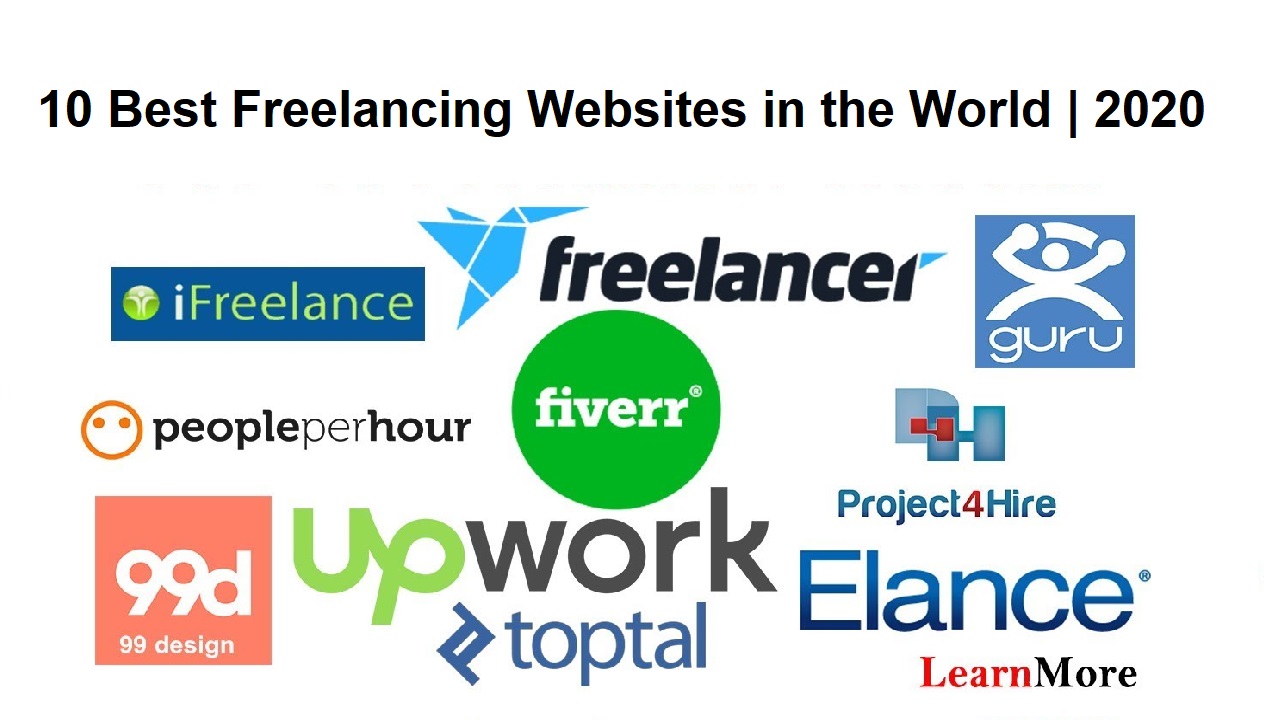 10 Best Freelancing Websites in the World | 2020
iFreelance
freelancer
guru
peopleperhour
fiverr®
D4H
Project4Hire
99d
99 design
upwork
Elance®
toptal
LearnMore